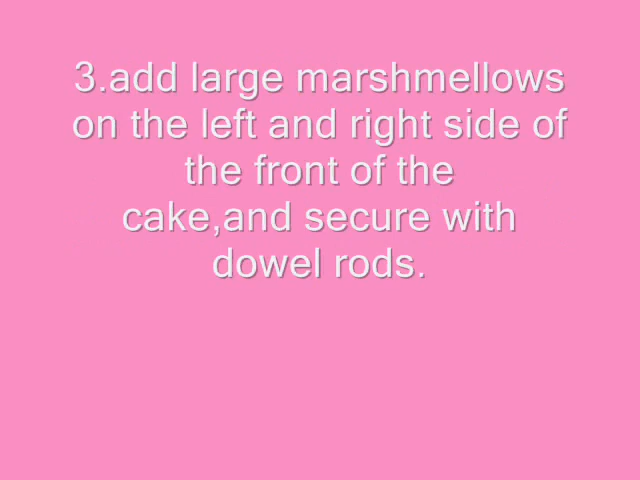 3.add large marshmellows
on the left and right side of
the front of the
cake,and secure with
dowel rods.